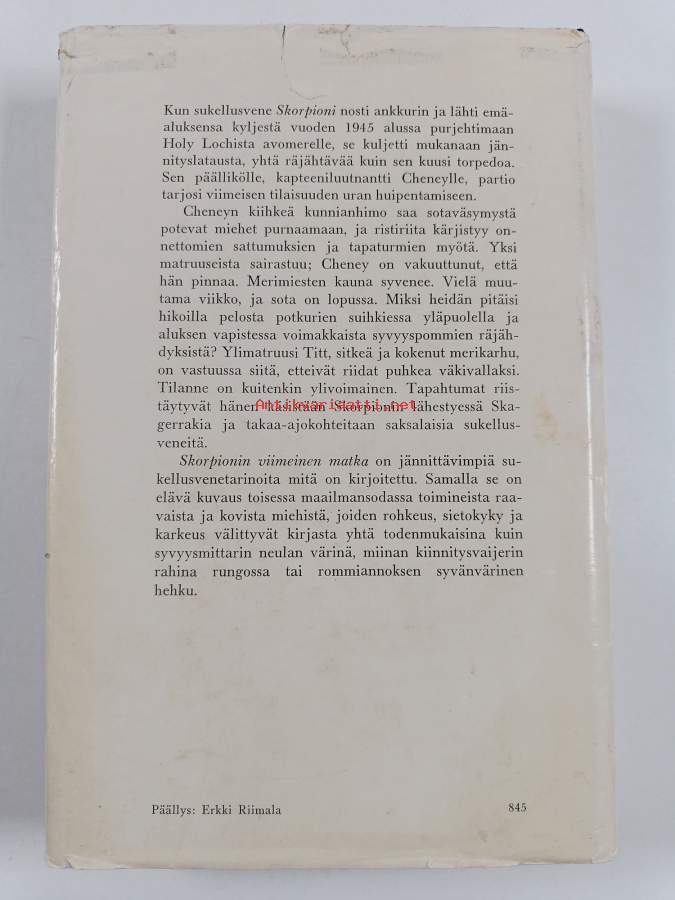 Kun sukellusvene Skorpioni nosti ankkurin ja lähti emä-
aluksensa kyljestä vuoden 1945 alussa purjehtimaan
Holy Lochista avomerelle, se kuljetti mukanaan jän-
nityslatausta, yhtä räjähtävää kuin sen kuusi torpedoa.
Sen päällikölle, kapteeniluutnantti Cheneylle, partio
tarjosi viimeisen tilaisuuden uran huipentamiseen.
Cheneyn kiihkeä kunnianhimo saa sotaväsymystä
potevat miehet purnaamaan, ja ristiriita kärjistyy on-
nettomien sattumuksien ja tapaturmien myötä. Yksi
matruuseista sairastuu; Cheney on vakuuttunut, että
hän pinnaa. Merimiesten kauna syvenee. Vielä muu-
tama viikko, ja sota on lopussa. Miksi heidän pitäisi
hikoilla pelosta potkurien suihkiessa yläpuolella ja
aluksen vapistessa voimakkaista syvyyspommien räjäh-
dyksistä? Ylimatruusi Titt, sitkeä ja kokenut merikarhu,
on vastuussa siitä, etteivät riidat puhkea väkivallaksi.
Tilanne on kuitenkin ylivoimainen. Tapahtumat riis-
täytyvät hänen käsistään Skorpionin lähestyessä Ska-
Antikvariaatti.net
gerrakia ja takaa-ajokohteitaan saksalaisia sukellus-
veneitä.
Skorpionin viimeinen matka on jännittävimpiä su-
kellusvenetarinoita mitä on kirjoitettu. Samalla se on
elävä kuvaus toisessa maailmansodassa toimineista raa-
vaista ja kovista miehistä, joiden rohkeus, sietokyky ja
karkeus välittyvät kirjasta yhtä todenmukaisina kuin
syvyysmittarin neulan värinä, miinan kiinnitysvaijerin
rahina rungossa tai rommiannoksen syvänvärinen
hehku.
Päällys: Erkki Riimala
845